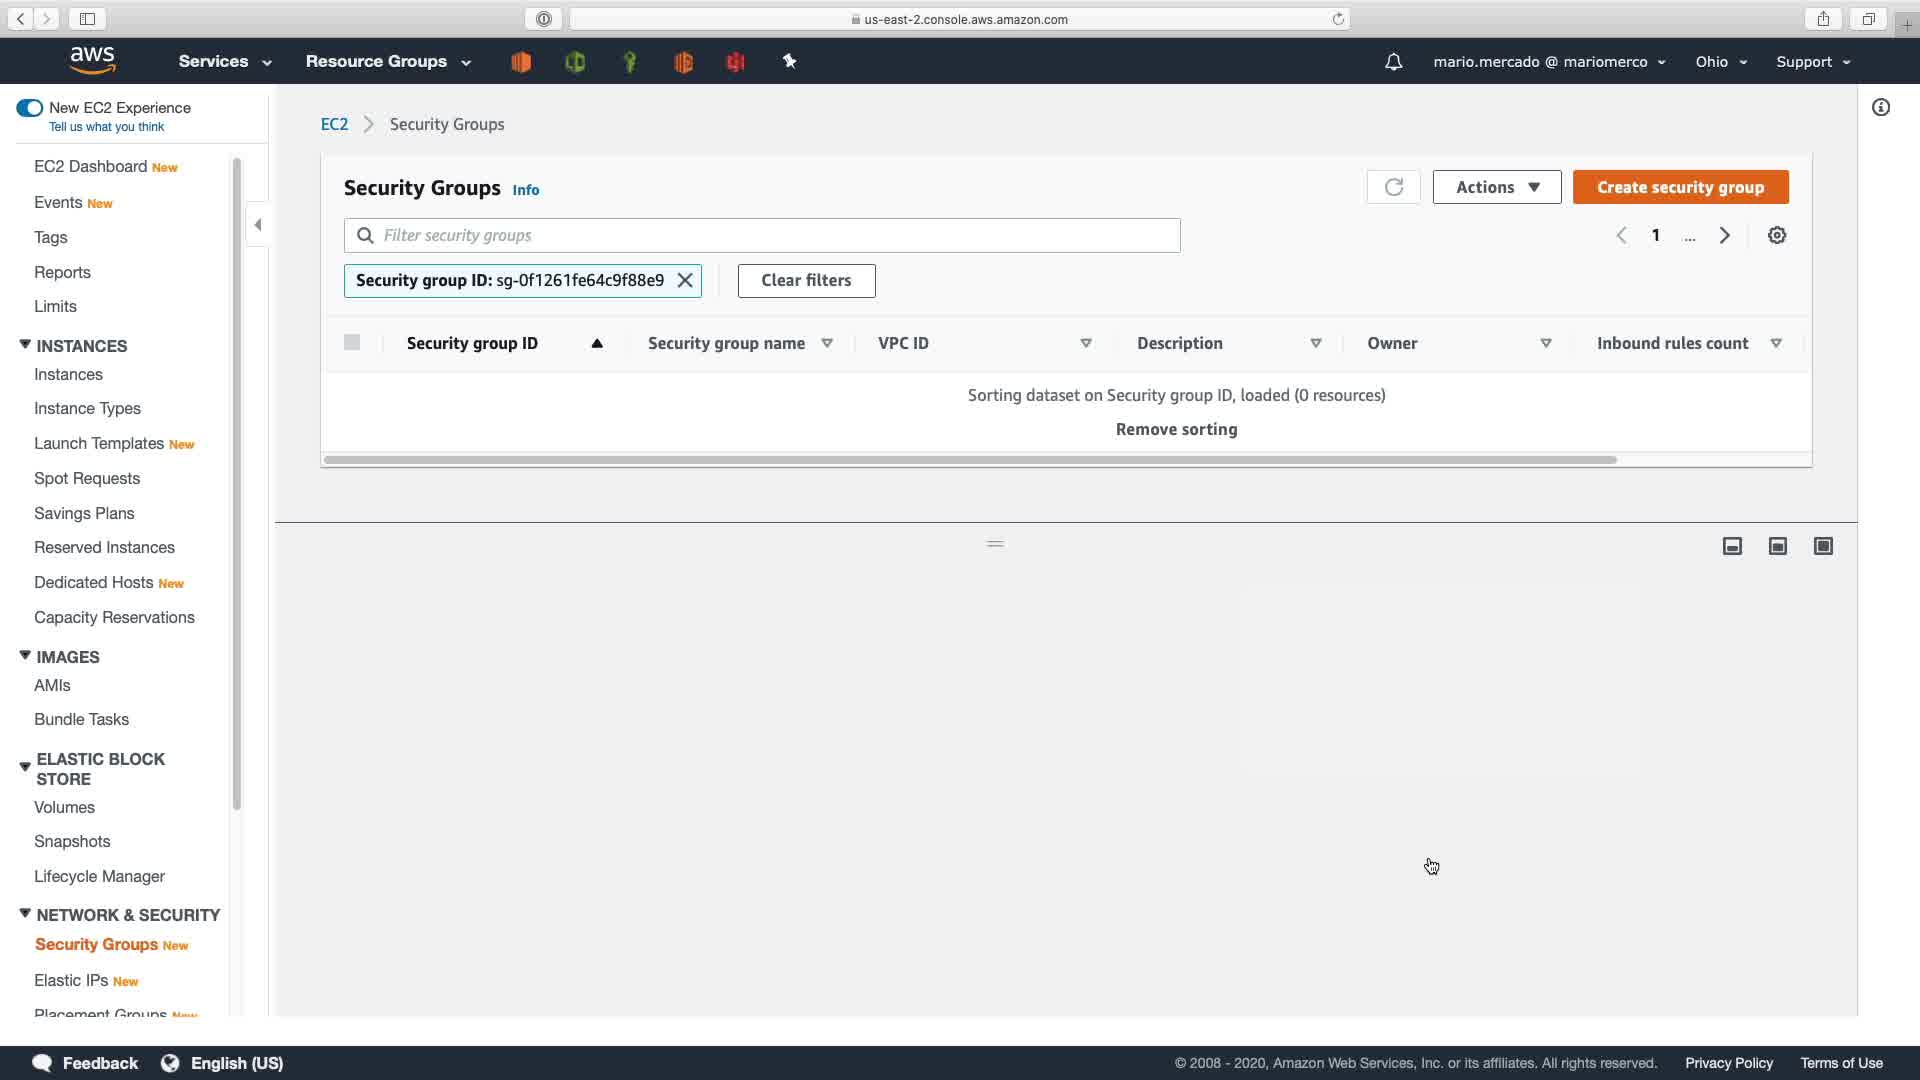 us-east-2.console.aws.amazon.com
aws
Services
Resource Groups
mario.mercado @ mariomerco
Ohio
Support
New EC2 Experience
Tell us what you think
EC2 Dashboard New
Events New
Tags
Reports
Limits
INSTANCES
Instances
Instance Types
Launch Templates New
Spot Requests
Savings Plans
Reserved Instances
Dedicated Hosts New
Capacity Reservations
IMAGES
AMIs
Bundle Tasks
ELASTIC BLOCK
STORE
Volumes
Snapshots
Lifecycle Manager
NETWORK & SECURITY
Security Groups New
Elastic IPs New
Placement Groups New
EC2 > Security Groups
Security Groups Info
Actions
Create security group
Filter security groups
1 ...
Security group ID: sg-0f1261fe64c9f88e9
Clear filters
Security group ID
Security group name
VPC ID
Description
Owner
Inbound rules count
Sorting dataset on Security group ID, loaded (0 resources)
Remove sorting
Feedback
English (US)
© 2008 - 2020, Amazon Web Services, Inc. or its affiliates. All rights reserved.
Privacy Policy
Terms of Use